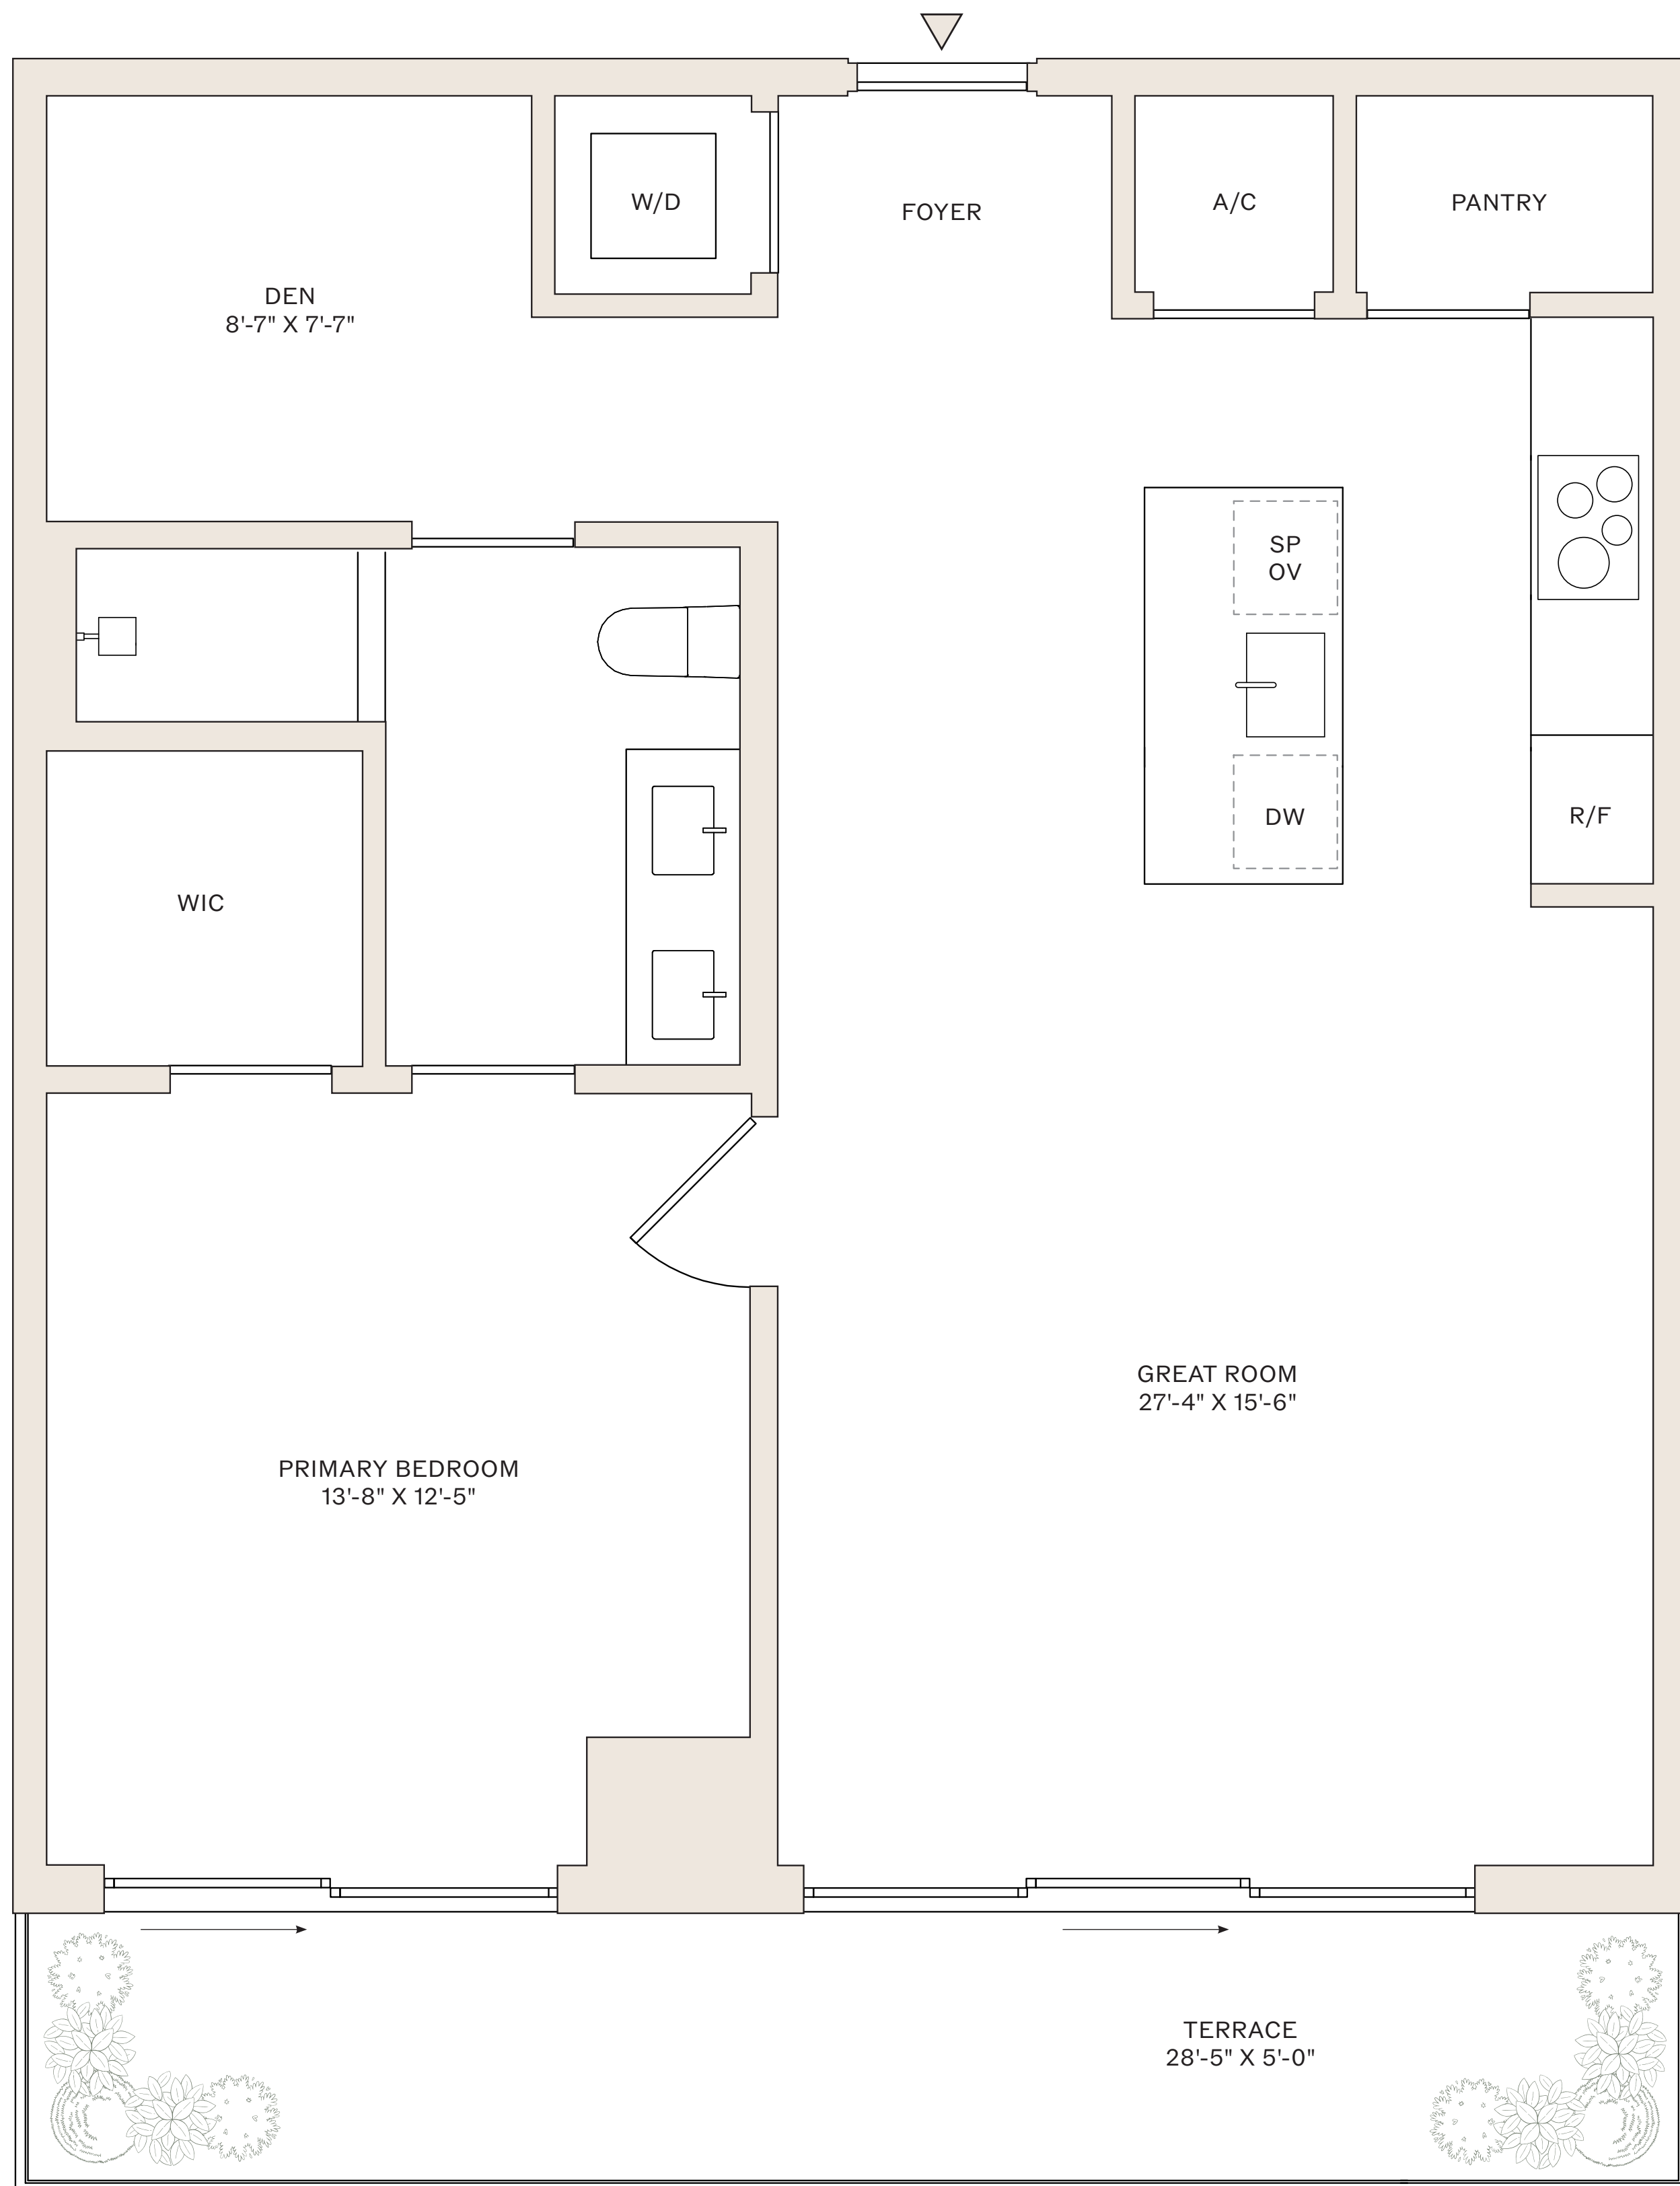 W/D
FOYER
A/C
PANTRY
DEN
8'-7" X 7'-7"
SP
OV
DW
R/F
WIC
GREAT ROOM
27'-4" X 15'-6"
PRIMARY BEDROOM
13'-8" X 12'-5"
TERRACE
28'-5" X 5'-0"